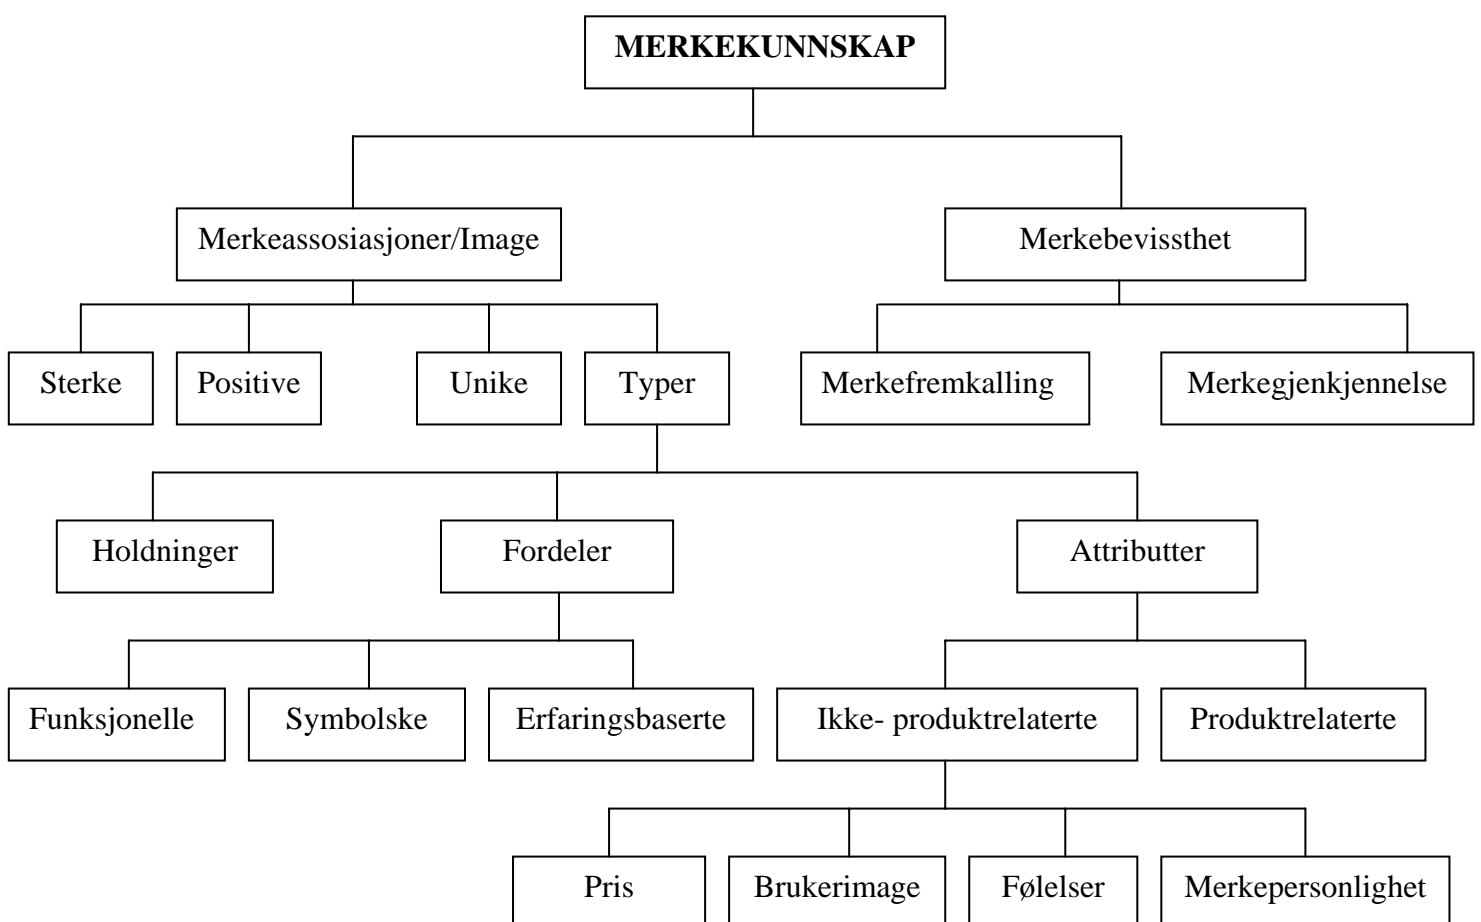 MERKEKUNNSKAP
Merkeassosiasjoner/Image
Merkebevissthet
Sterke
Positive
Unike
Typer
Merkefremkalling
Merkegjenkjennelse
Holdninger
Fordeler
Attributter
Funksjonelle
Symbolske
Erfaringsbaserte
Ikke- produktrelaterte
Produktrelaterte
Pris
Brukerimage
Følelser
Merkepersonlighet